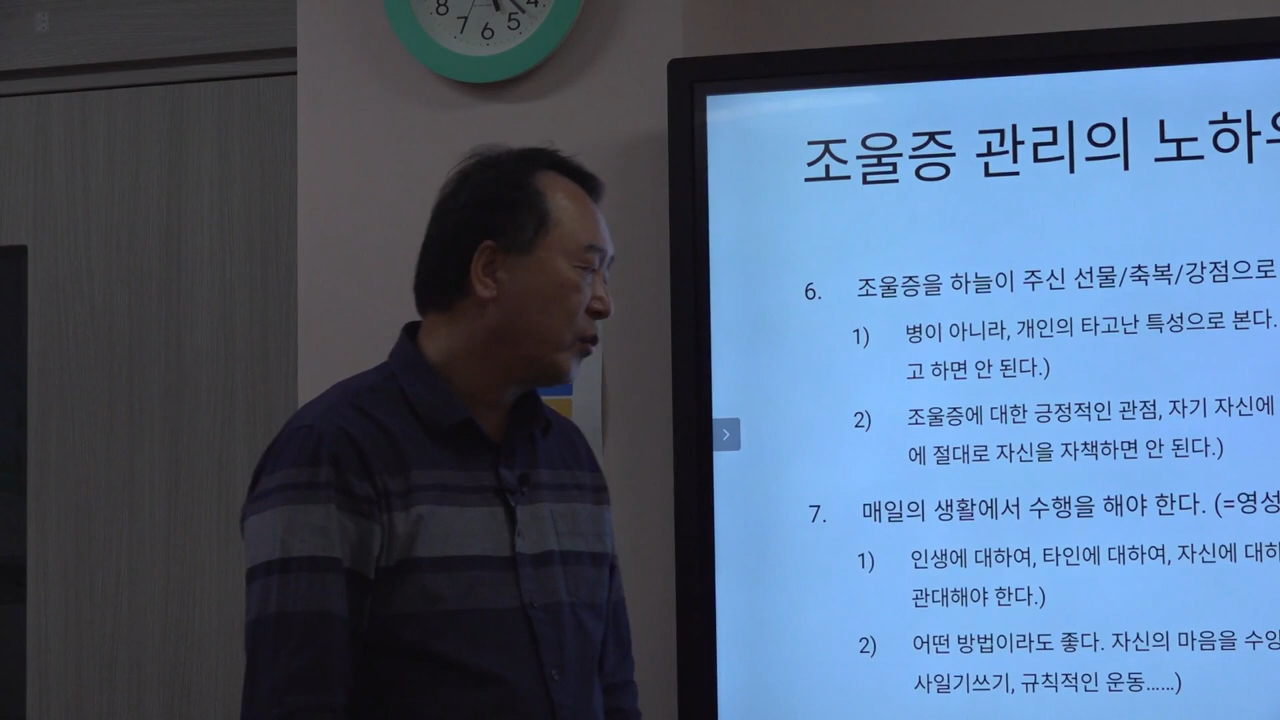 8 7 6 5 4
조울증 관리의 노하우
6. 조울증을 하늘이 주신 선물/축복/강점으로
1) 병이 아니라, 개인의 타고난 특성으로 본다.
고 하면 안 된다.)
2) 조울증에 대한 긍정적인 관점, 자기 자신에
에 절대로 자신을 자책하면 안 된다.)
7. 매일의 생활에서 수행을 해야 한다. (=영성
1) 인생에 대하여, 타인에 대하여, 자신에 대하
관대해야 한다.)
2) 어떤 방법이라도 좋다. 자신의 마음을 수양
사일기쓰기, 규칙적인 운동......)